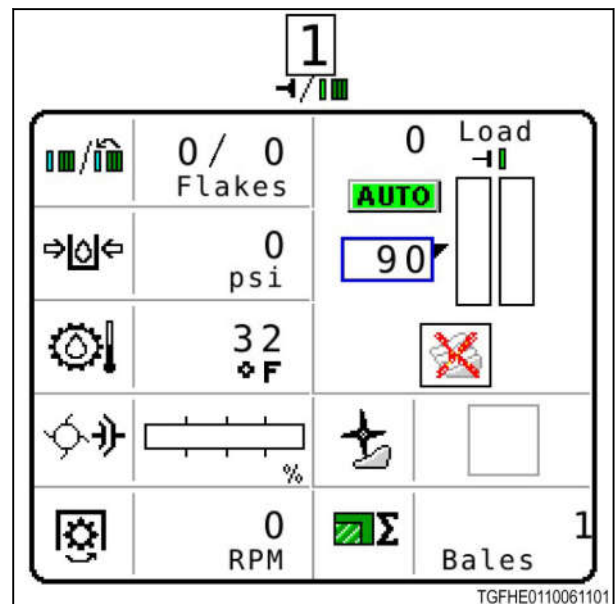 1
0/ 0
Flakes
0 Load
AUTO
90
0
psi
32
°F
%
0
RPM
Σ
1
Bales
TGFHE0110061101